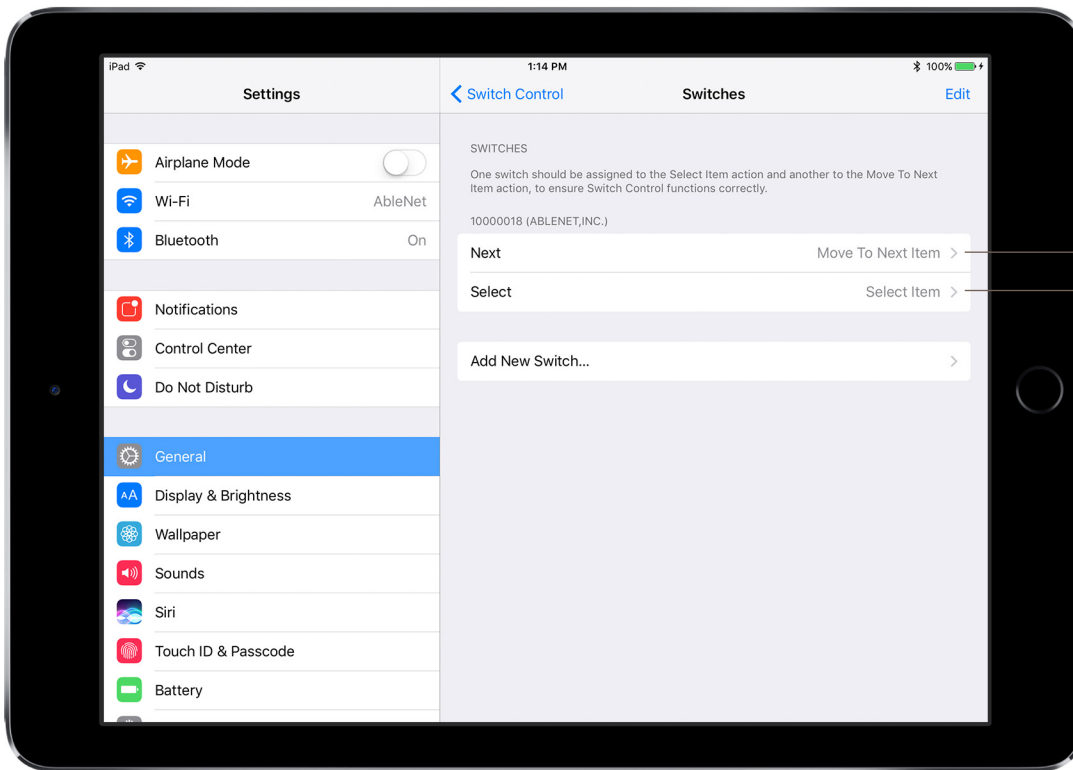 iPad 1:14 PM 100%
Settings
Switch Control Switches Edit
Airplane Mode
Wi-Fi AbleNet
Bluetooth On
Notifications
Control Center
Do Not Disturb
General
AA Display & Brightness
Wallpaper
Sounds
Siri
Touch ID & Passcode
Battery
SWITCHES
One switch should be assigned to the Select Item action and another to the Move To Next
Item action, to ensure Switch Control functions correctly.
10000018 (ABLENET,INC.)
Next Move To Next Item
Select Select Item
Add New Switch...